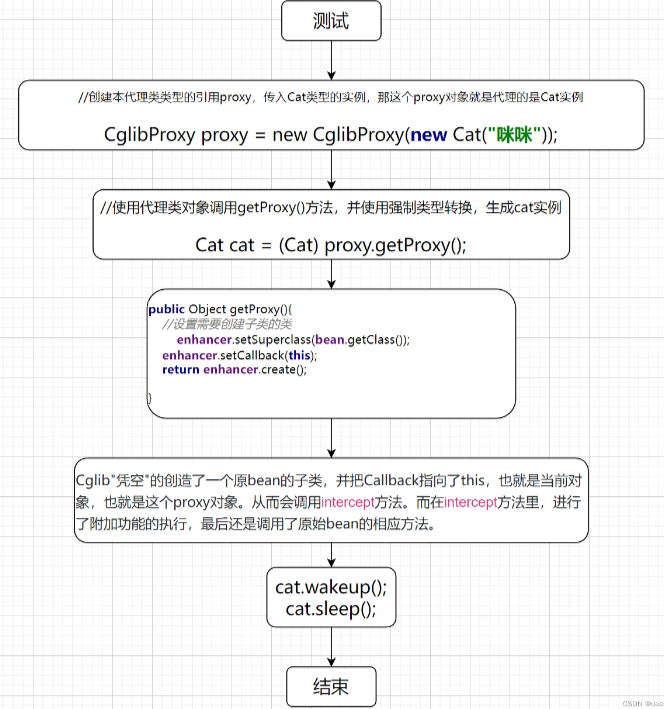 测试
//创建本代理类类型的引用proxy，传入Cat类型的实例，那这个proxy对象就是代理的是Cat实例
CglibProxy proxy = new CglibProxy(new Cat("咪咪"));
//使用代理类对象调用getProxy()方法，并使用强制类型转换，生成cat实例
Cat cat = (Cat) proxy.getProxy();
public Object getProxy(){
//设置需要创建子类的类
enhancer.setSuperclass(bean.getClass());
enhancer.setCallback(this);
return enhancer.create();
}
Cglib"凭空"的创造了一个原bean的子类，并把Callback指向了this，也就是当前对
象，也就是这个proxy对象。从而会调用intercept方法。而在intercept方法里，进行
了附加功能的执行，最后还是调用了原始bean的相应方法。
cat.wakeup();
cat.sleep();
结束
CSDN